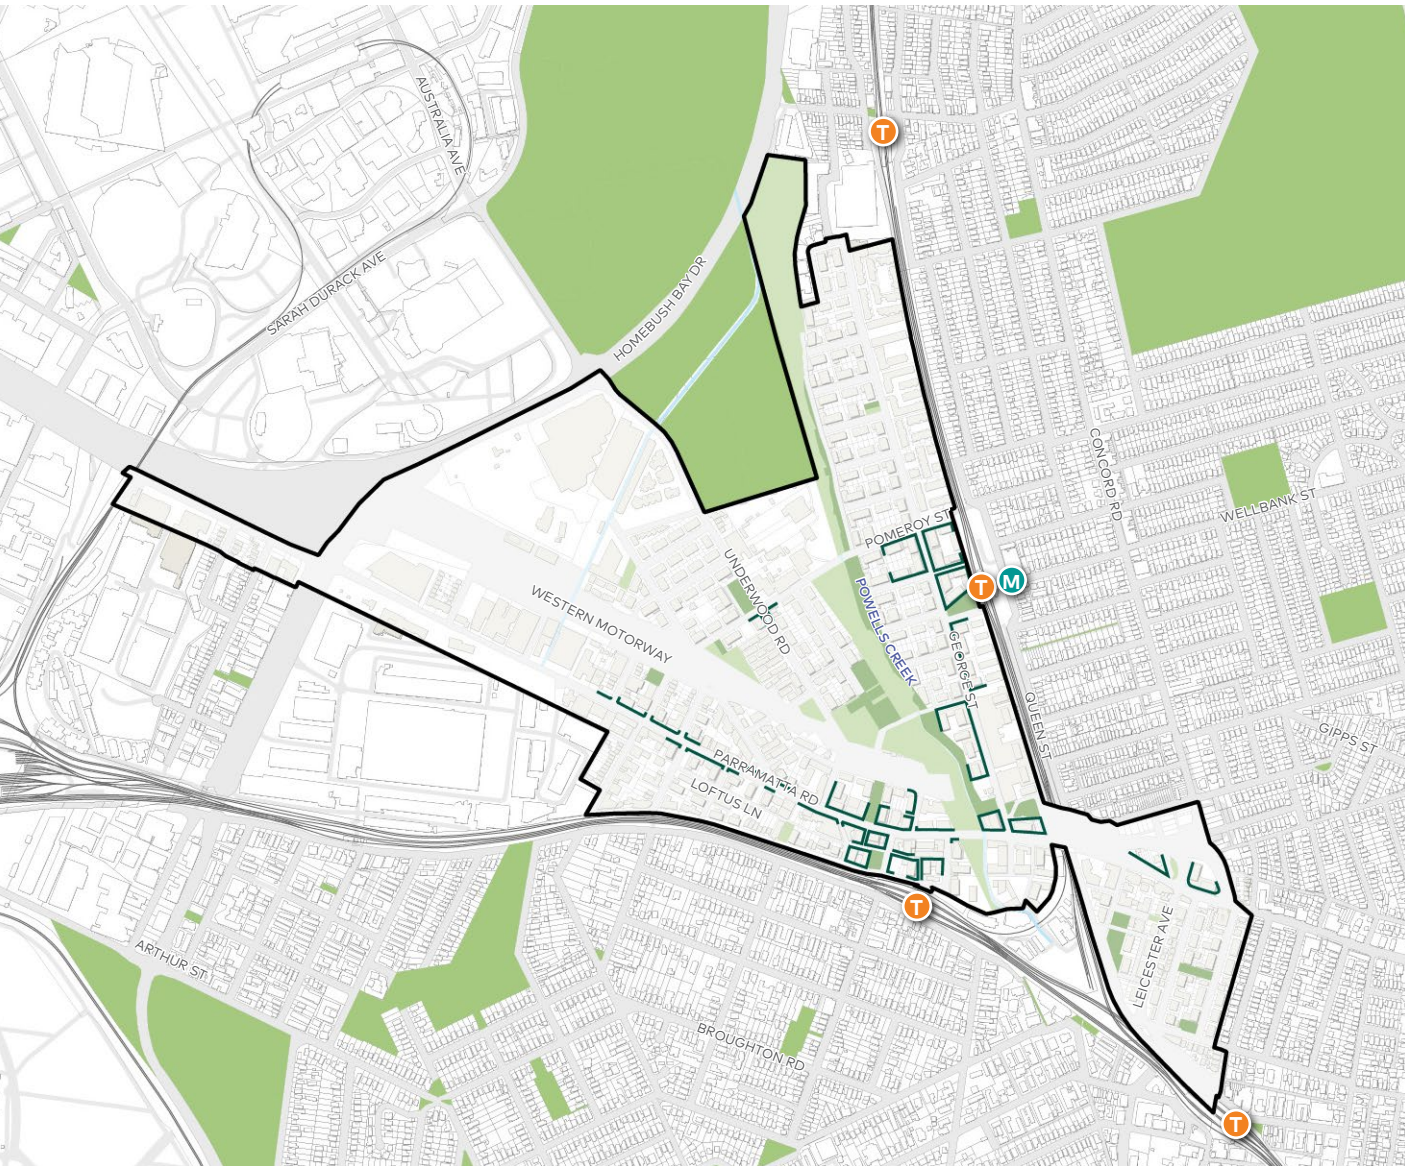 AUSTRALIA AVE
T
SARAH DURACK AVE
HOMEBUSH BAY DR
CONCORD RD
WELLBANK ST
POMEROY ST
UNDERWOOD RD
POWELLS CREEK
T
M
WESTERN MOTORWAY
GEORGE ST
QUEEN ST
GIPPS ST
PARRAMATTA RD
LOFTUS LN
T
LEICESTER AVE
ARTHUR ST
BROUGHTON RD
T